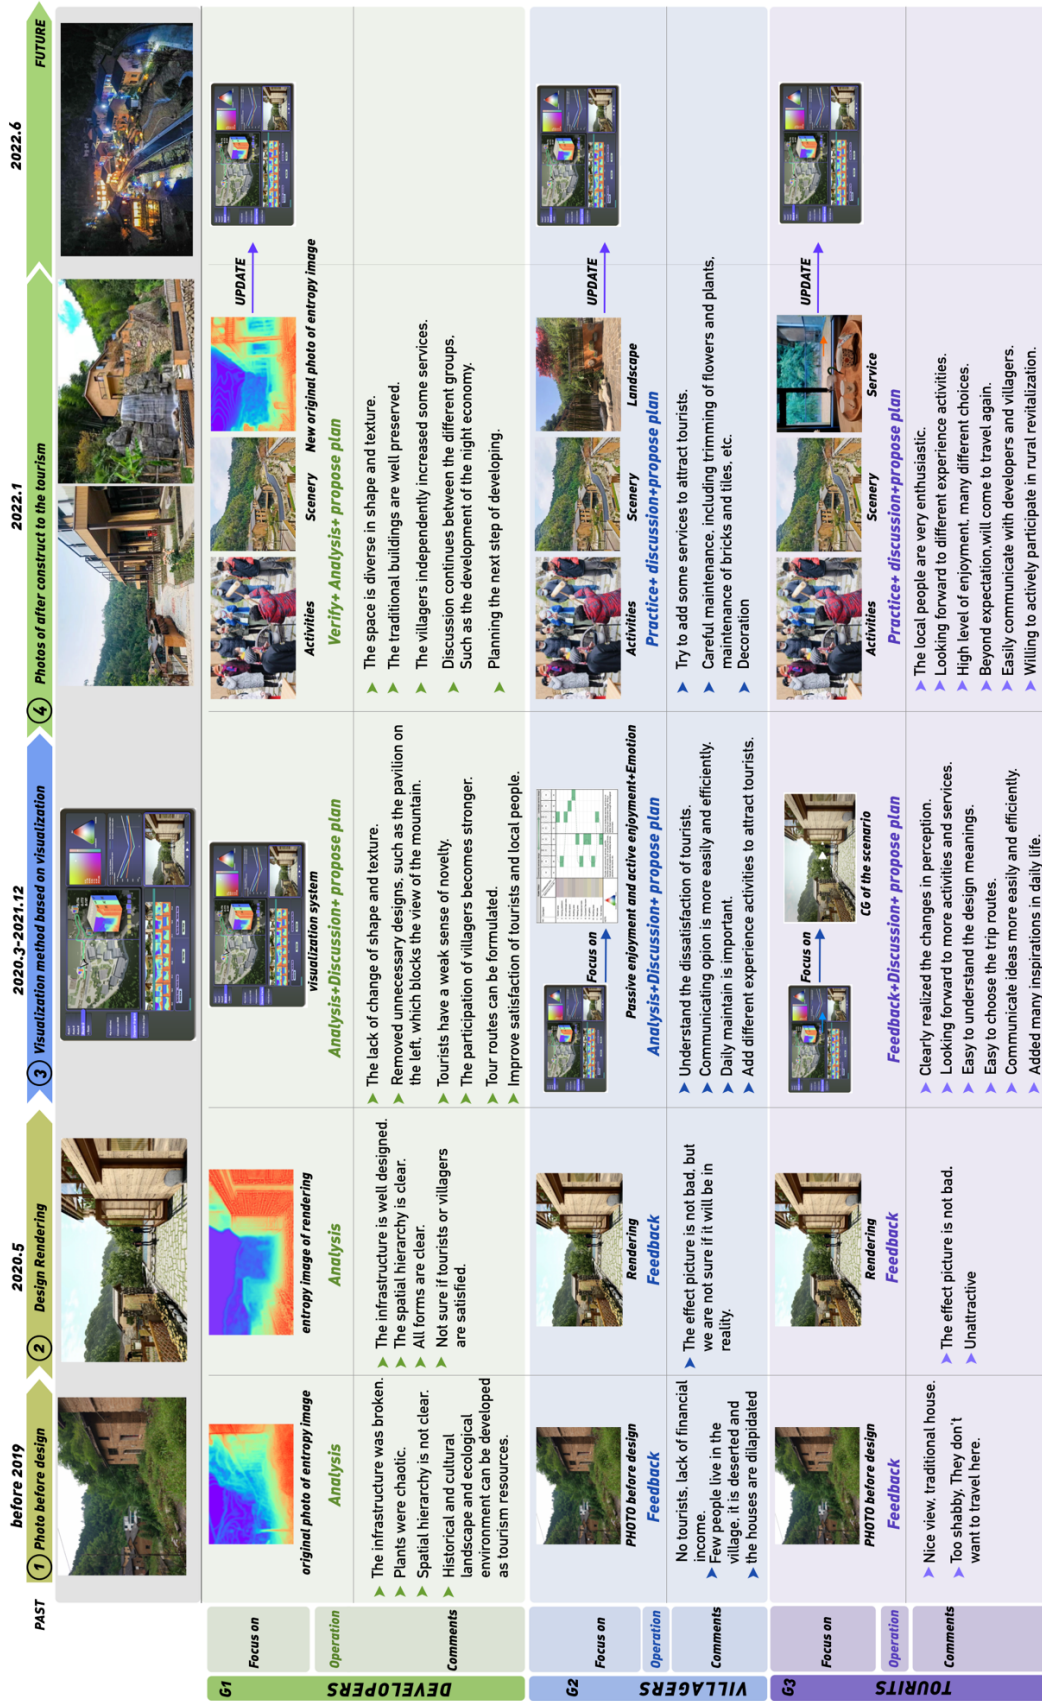 PAST
before 2019
2020.5
2020.3-2021.12
2022.1
2022.6
1 Photo before design
2 Design Rendering
3 Visualization method based on visualization
4 Photos of after construct to the tourism
FUTURE
G1
DEVELOPERS
Focus on
original photo of entropy image
entropy image of rendering
visualization system
Activities
Scenery
New original photo of entropy image
UPDATE
Operation
Analysis
Analysis
Analysis+Discussion+ propose plan
Verify+ Analysis+ propose plan
Comments
The infrastructure was broken.
Plants were chaotic.
Spatial hierarchy is not clear.
Historical and cultural
landscape and ecological
environment can be developed
as tourism resources.
The infrastructure is well designed.
The spatial hierarchy is clear.
All forms are clear.
Not sure if tourists or villagers
are satisfied.
The lack of change of shape and texture.
Removed unnecessary designs, such as the pavilion on
the left, which blocks the view of the mountain.
Tourists have a weak sense of novelty.
The participation of villagers becomes stronger.
Tour routes can be formulated.
Improve satisfaction of tourists and local people.
The space is diverse in shape and texture.
The traditional buildings are well preserved.
The villagers independently increased some services.
Discussion continues between the different groups.
Such as the development of the night economy.
Planning the next step of developing.
G2
VILLAGERS
Focus on
PHOTO before design
Rendering
Focus on
Passive enjoyment and active enjoyment+Emotion
Activities
Scenery
Landscape
UPDATE
Operation
Feedback
Feedback
Analysis+Discussion+ propose plan
Practice+ discussion+propose plan
Comments
No tourists, lack of financial
income.
Few people live in the
village, it is deserted and
the houses are dilapidated
The effect picture is not bad, but
we are not sure if it will be in
reality.
Understand the dissatisfaction of tourists.
Communicating opinion is more easily and efficiently.
Daily maintain is important.
Add different experience activities to attract tourists.
Try to add some services to attract tourists.
Careful maintenance, including trimming of flowers and plants,
maintenance of bricks and tiles, etc.
Decoration
G3
TOURITS
Focus on
PHOTO before design
Rendering
Focus on
CG of the scenario
Activities
Scenery
Service
UPDATE
Operation
Feedback
Feedback
Feedback+Discussion+ propose plan
Practice+ discussion+propose plan
Comments
Nice view, traditional house.
Too shabby. They don't
want to travel here.
The effect picture is not bad.
Unattractive
Clearly realized the changes in perception.
Looking forward to more activities and services.
Easy to understand the design meanings.
Easy to choose the trip routes.
Communicate ideas more easily and efficiently.
Added many inspirations in daily life.
The local people are very enthusiastic.
Looking forward to different experience activities.
High level of enjoyment, many different choices.
Beyond expectation.will come to travel again.
Easily communicate with developers and villagers.
Willing to actively participate in rural revitalization.